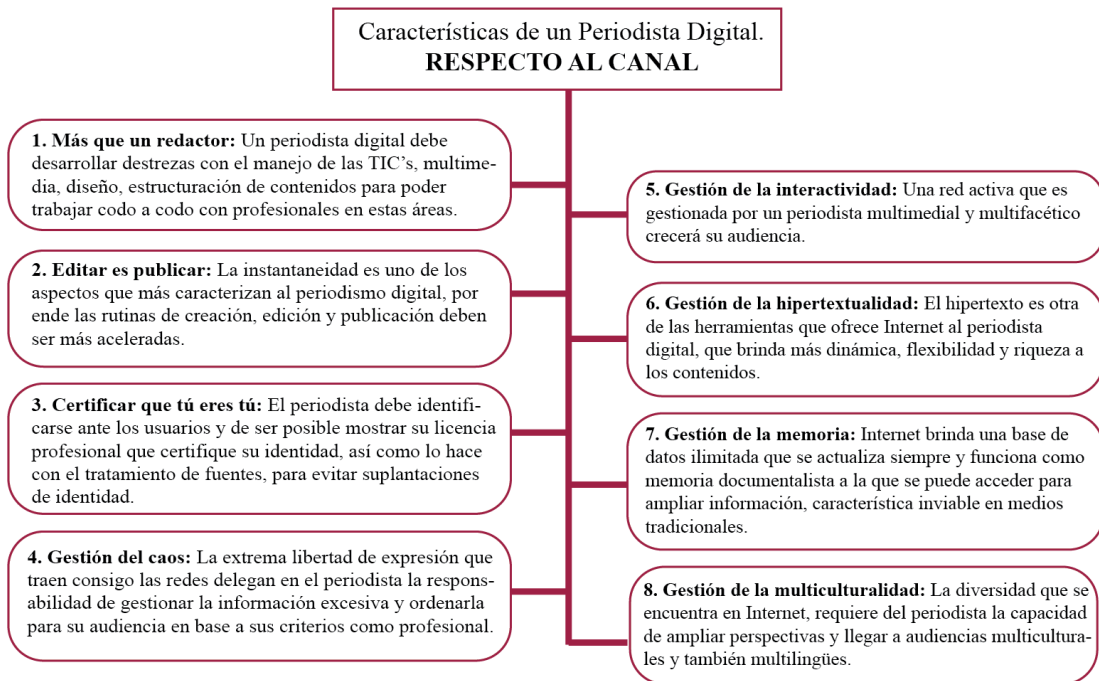 Características de un Periodista Digital.
RESPECTO AL CANAL
1. Más que un redactor: Un periodista digital debe
desarrollar destrezas con el manejo de las TIC's, multime-
dia, diseño, estructuración de contenidos para poder
trabajar codo a codo con profesionales en estas áreas.
2. Editar es publicar: La instantaneidad es uno de los
aspectos que más caracterizan al periodismo digital, por
ende las rutinas de creación, edición y publicación deben
ser más aceleradas.
3. Certificar que tú eres tú: El periodista debe identifi-
carse ante los usuarios y de ser posible mostrar su licencia
profesional que certifique su identidad, así como lo hace
con el tratamiento de fuentes, para evitar suplantaciones
de identidad.
4. Gestión del caos: La extrema libertad de expresión que
traen consigo las redes delegan en el periodista la respons-
abilidad de gestionar la información excesiva y ordenarla
para su audiencia en base a sus criterios como profesional.
5. Gestión de la interactividad: Una red activa que es
gestionada por un periodista multimedial y multifacético
crecerá su audiencia.
6. Gestión de la hipertextualidad: El hipertexto es otra
de las herramientas que ofrece Internet al periodista
digital, que brinda más dinámica, flexibilidad y riqueza a
los contenidos.
7. Gestión de la memoria: Internet brinda una base de
datos ilimitada que se actualiza siempre y funciona como
memoria documentalista a la que se puede acceder para
ampliar información, característica inviable en medios
tradicionales.
8. Gestión de la multiculturalidad: La diversidad que se
encuentra en Internet, requiere del periodista la capacidad
de ampliar perspectivas y llegar a audiencias multicultura-
les y también multilingües.